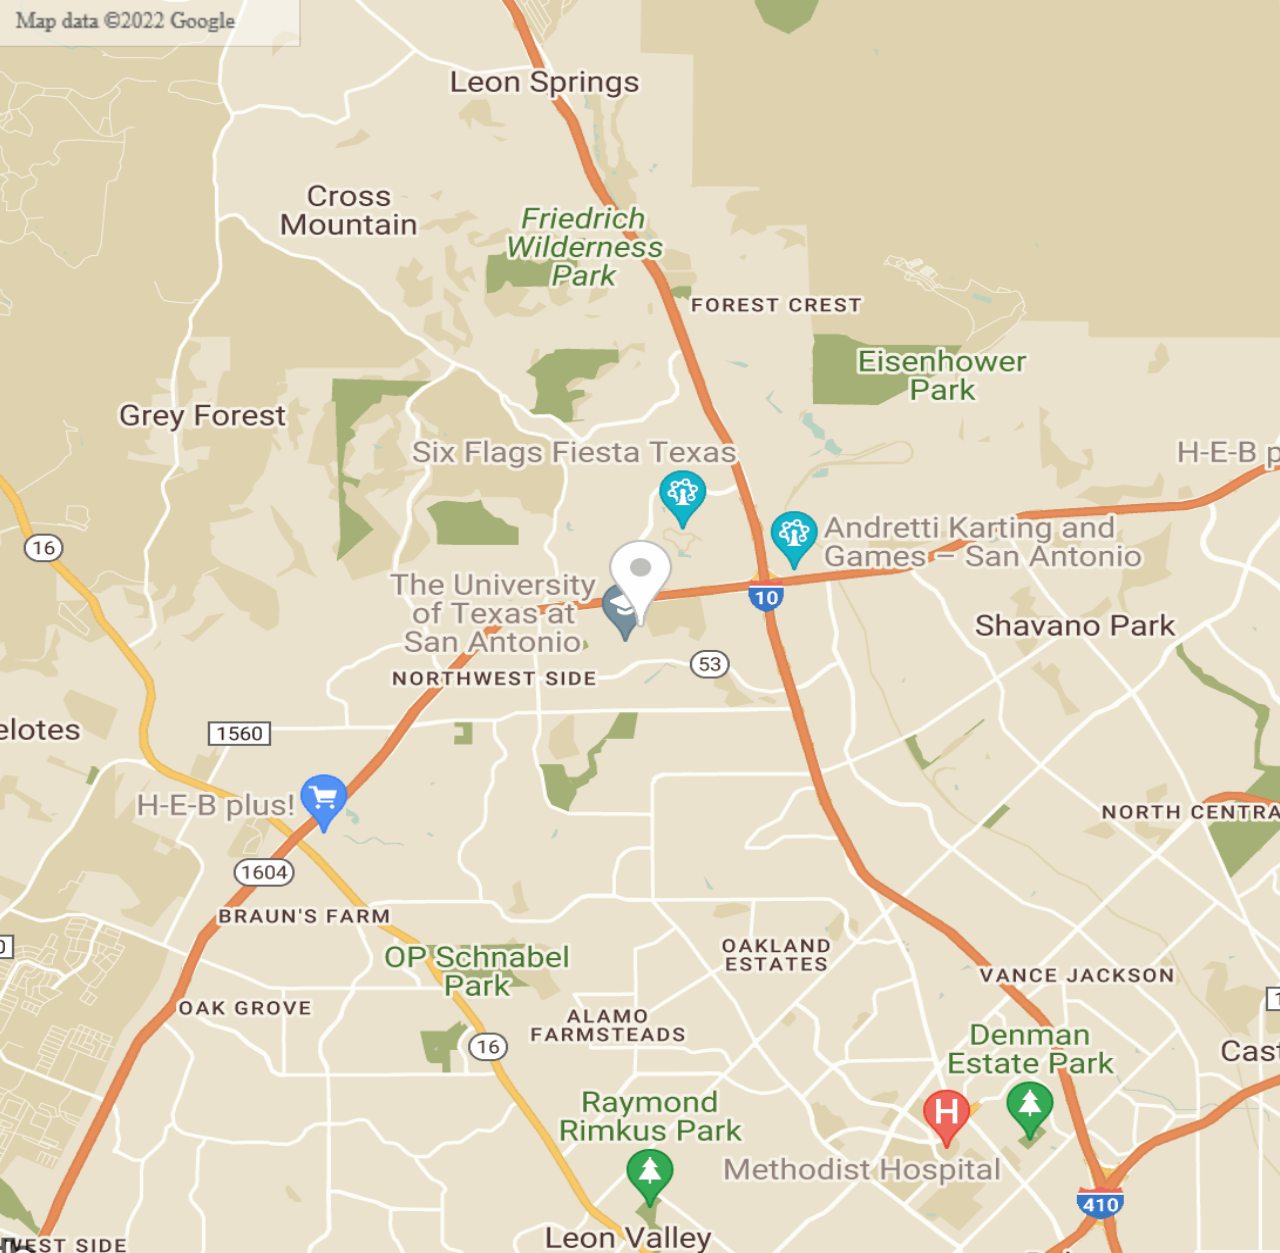 Map data ©2022 Google
Leon Springs
Cross
Mountain
Friedrich
Wilderness
Park
FOREST CREST
Eisenhower
Park
Grey Forest
Six Flags Fiesta Texas
H-E-B p
Andretti Karting and
Games – San Antonio
16
The University
of Texas at
San Antonio
10
Shavano Park
53
NORTHWEST SIDE
elotes
1560
H-E-B plus!
NORTH CENTRA
1604
BRAUN'S FARM
0
OP Schnabel
Park
OAKLAND
ESTATES
VANCE JACKSON
OAK GROVE
1
ALAMO
FARMSTEADS
16
Denman
Estate Park
Cast
Raymond
Rimkus Park
H
Methodist Hospital
410
Leon Valley
WEST SIDE